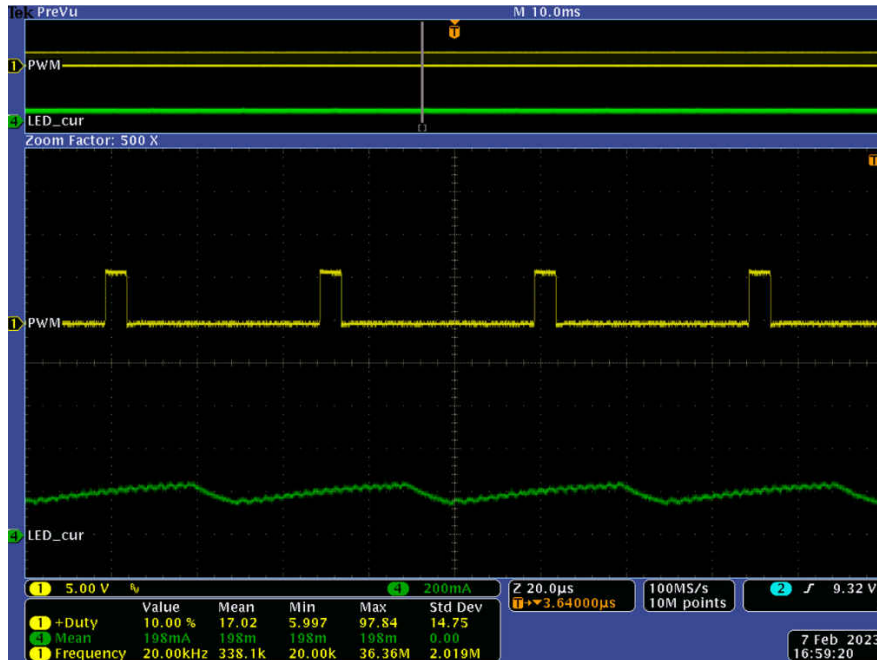 Tek PreVu M 10.0ms
T
1 PWM
4 LED_cur
Zoom Factor: 500 X
T
1 PWM
4 LED_cur
1 5.00 V 4 200mA Z 20.0µs 100MS/s 2 9.32 V
T→▼3.64000µs 10M points
Value Mean Min Max Std Dev
1 +Duty 10.00 % 17.02 5.997 97.84 14.75
4 Mean 198mA 198m 198m 198m 0.00
1 Frequency 20.00kHz 338.1k 20.00k 36.36M 2.019M
7 Feb 2023
16:59:20